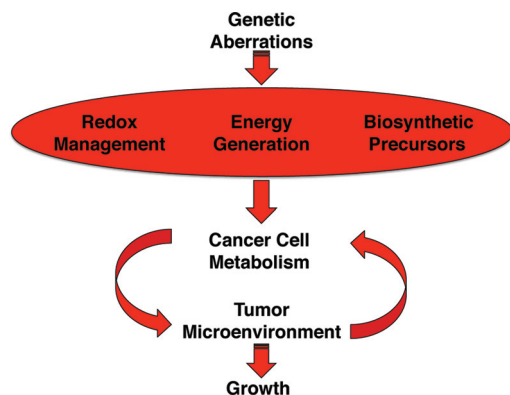 Genetic
Aberrations
Redox Energy Biosynthetic
Management Generation Precursors
Cancer Cell
Metabolism
Tumor
Microenvironment
Growth